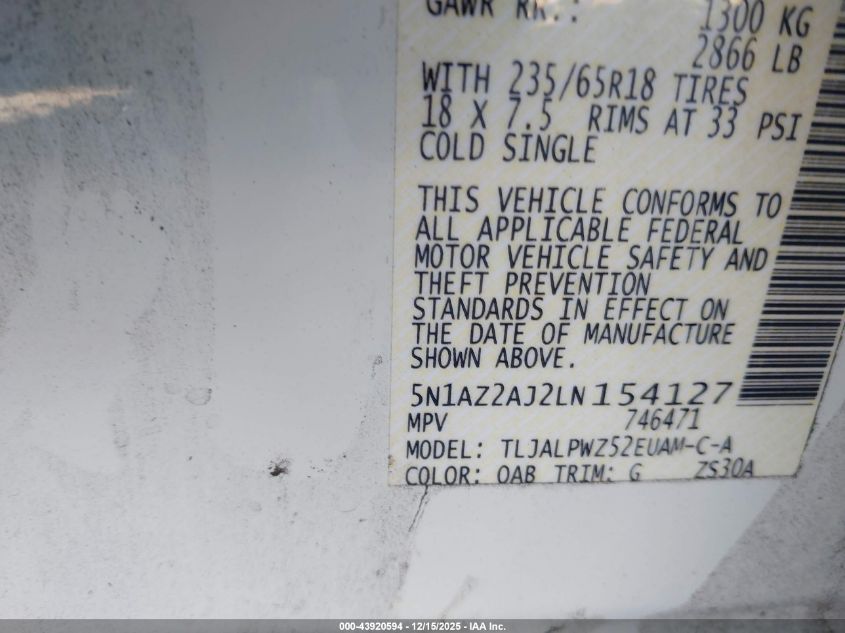 GAWR RR.: 1300 KG
2866 LB
WITH 235/65R18 TIRES
18 X 7.5 RIMS AT 33 PSI
COLD SINGLE
THIS VEHICLE CONFORMS TO
ALL APPLICABLE FEDERAL
MOTOR VEHICLE SAFETY AND
THEFT PREVENTION
STANDARDS IN EFFECT ON
THE DATE OF MANUFACTURE
SHOWN ABOVE.
5N1AZ2AJ2LN154127
MPV 746471
MODEL: TLJALPWZ52EUAM-C-A
COLOR: QAB TRIM: G ZS30A
000-43920594 - 12/15/2025 - IAA Inc.